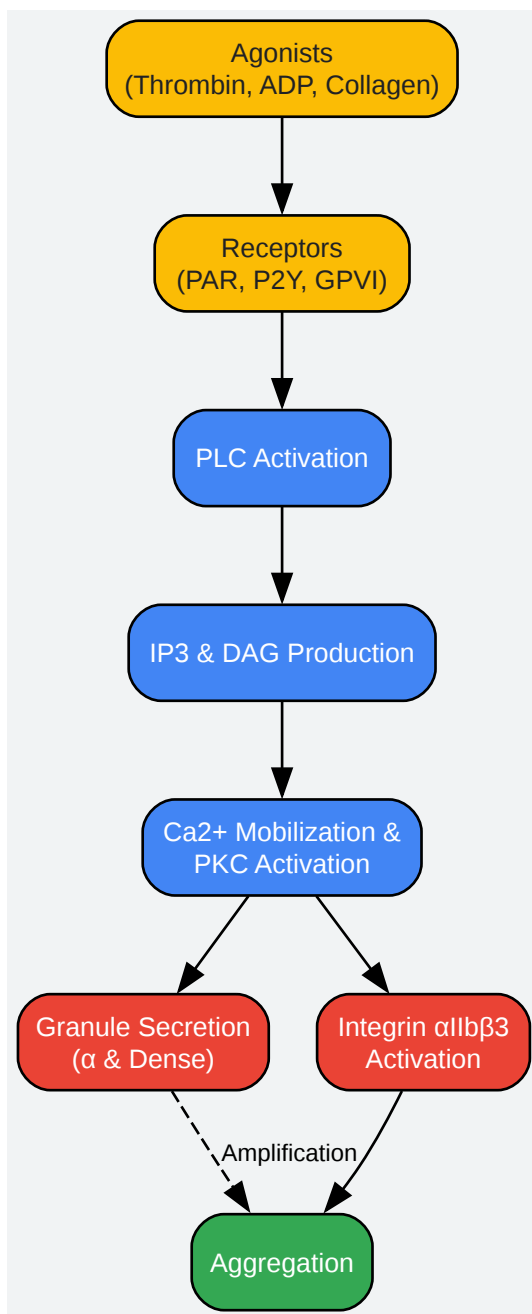 Agonists
(Thrombin, ADP, Collagen)
Receptors
(PAR, P2Y, GPVI)
PLC Activation
IP3 & DAG Production
Ca2+ Mobilization &
PKC Activation
Granule Secretion
(α & Dense)
Integrin αIIbβ3
Activation
Amplification
Aggregation